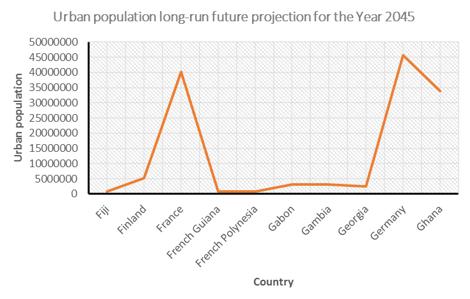 Urban population long-run future projection for the Year 2045
50000000
45000000
40000000
35000000
30000000
25000000
20000000
15000000
10000000
5000000
0
Urban population
Fiji
Finland
France
French Guiana
French Polynesia
Gabon
Gambia
Georgia
Germany
Ghana
Country